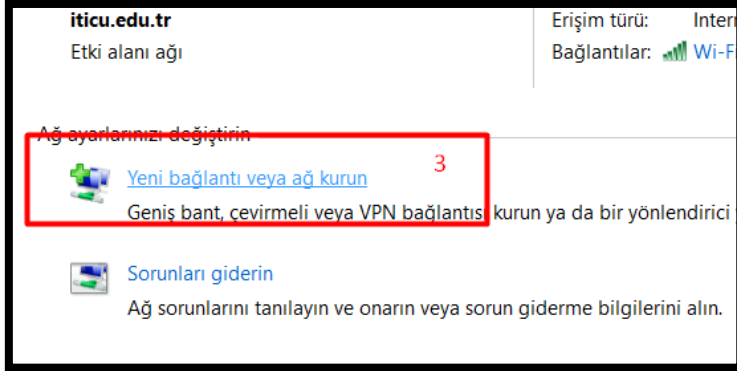 iticu.edu.tr
Erişim türü:
Etki alanı ağı
Bağlantılar: Wi-Fi
Ağ ayarlarınızı değiştirin
3
Yeni bağlantı veya ağ kurun
Geniş bant, çevirmeli veya VPN bağlantısı kurun ya da bir yönlendirici
Sorunları giderin
Ağ sorunlarını tanılayın ve onarın veya sorun giderme bilgilerini alın.